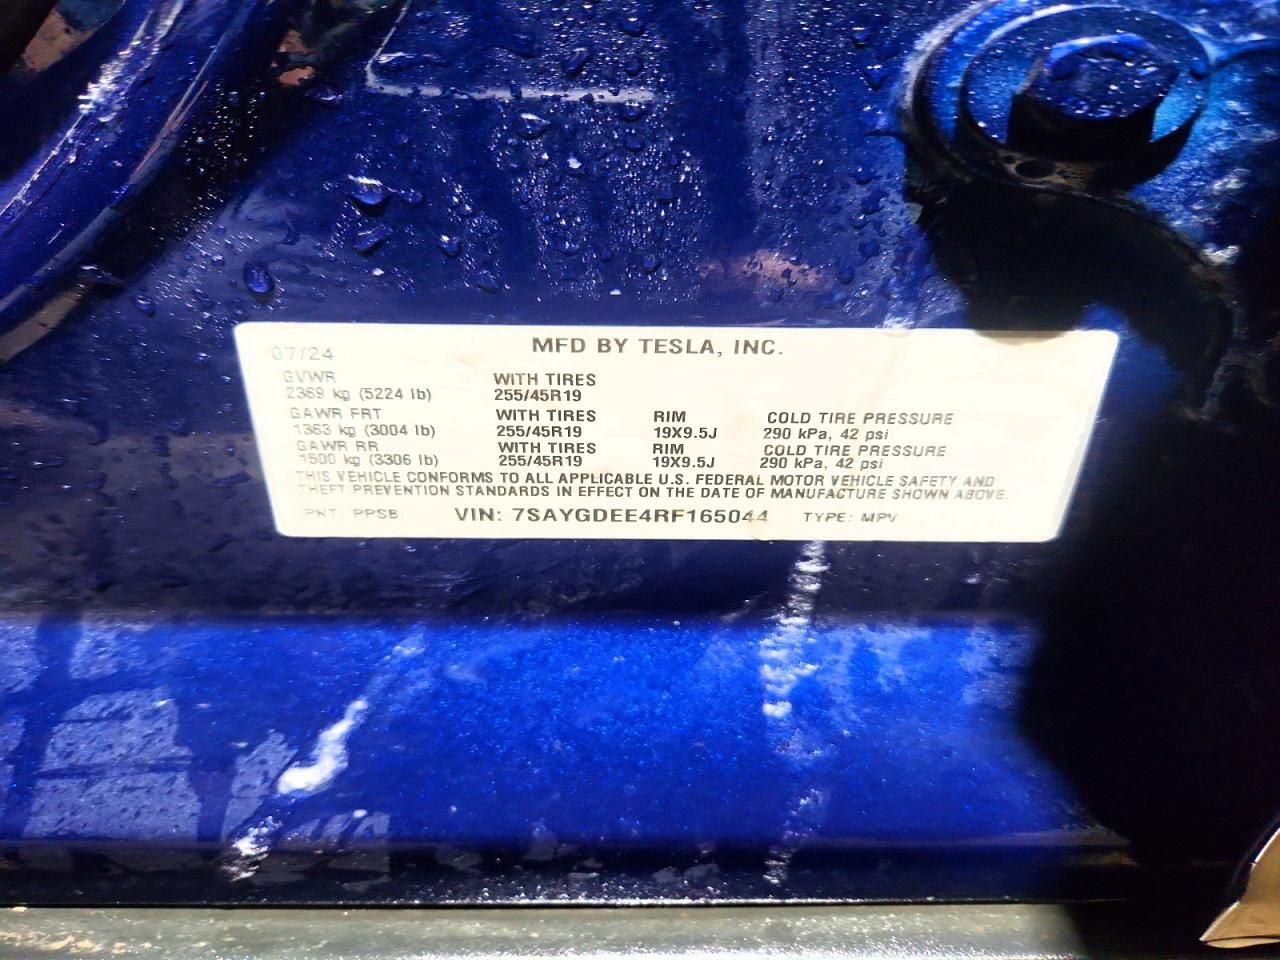 MFD BY TESLA, INC.
07/24
GVWR WITH TIRES
2369 kg (5224 lb) 255/45R19
GAWR FRT WITH TIRES RIM COLD TIRE PRESSURE
1363 kg (3004 lb) 255/45R19 19X9.5J 290 kPa, 42 psi
GAWR RR WITH TIRES RIM COLD TIRE PRESSURE
1500 kg (3306 lb) 255/45R19 19X9.5J 290 kPa, 42 psi
THIS VEHICLE CONFORMS TO ALL APPLICABLE U.S. FEDERAL MOTOR VEHICLE SAFETY AND
THEFT PREVENTION STANDARDS IN EFFECT ON THE DATE OF MANUFACTURE SHOWN ABOVE.
PNT: PPSB VIN: 7SAYGDEE4RF165044 TYPE: MPV